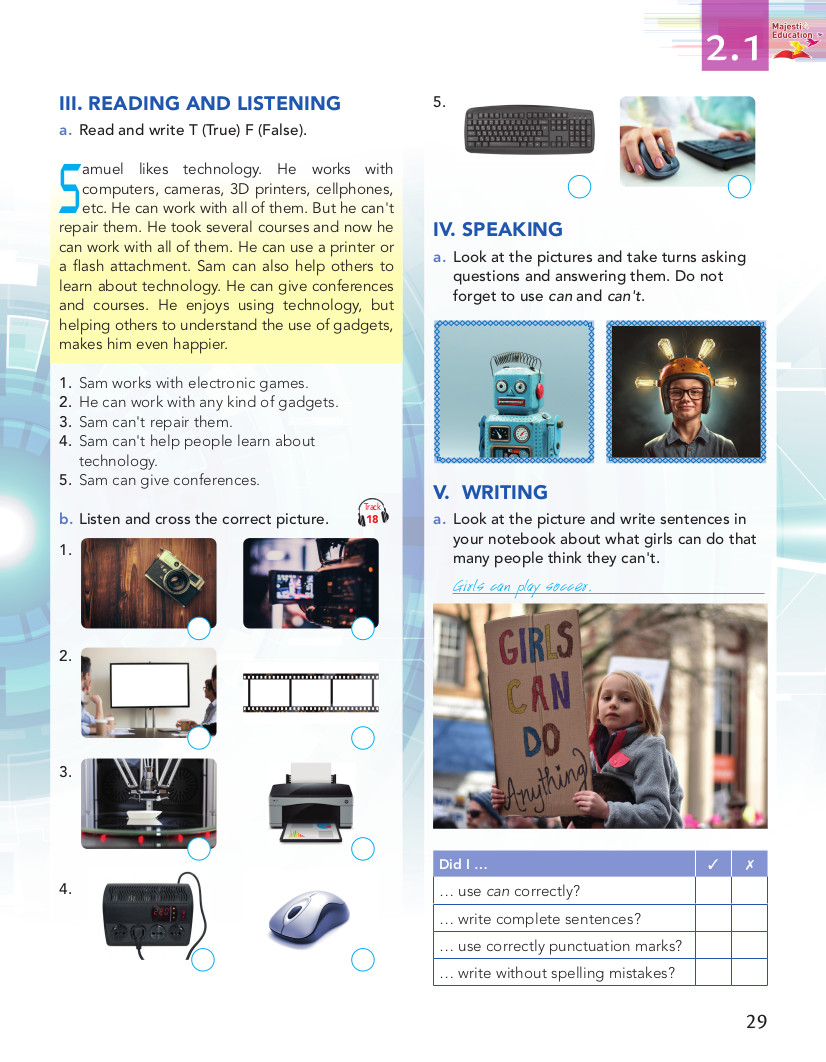 2.1
Majesti
Education
III. READING AND LISTENING
a. Read and write T (True) F (False).
Samuel likes technology. He works with
computers, cameras, 3D printers, cellphones,
etc. He can work with all of them. But he can't
repair them. He took several courses and now he
can work with all of them. He can use a printer or
a flash attachment. Sam can also help others to
learn about technology. He can give conferences
and courses. He enjoys using technology, but
helping others to understand the use of gadgets,
makes him even happier.
1. Sam works with electronic games.
2. He can work with any kind of gadgets.
3. Sam can't repair them.
4. Sam can't help people learn about
technology.
5. Sam can give conferences.
b. Listen and cross the correct picture.
Track
18
1.
2.
3.
4.
5.
IV. SPEAKING
a. Look at the pictures and take turns asking
questions and answering them. Do not
forget to use can and can't.
V. WRITING
a. Look at the picture and write sentences in
your notebook about what girls can do that
many people think they can't.
Girls can play soccer.
GIRLS
CAN
DO
Anything
Did I ... ✓ ✗
... use can correctly?
... write complete sentences?
... use correctly punctuation marks?
... write without spelling mistakes?
29